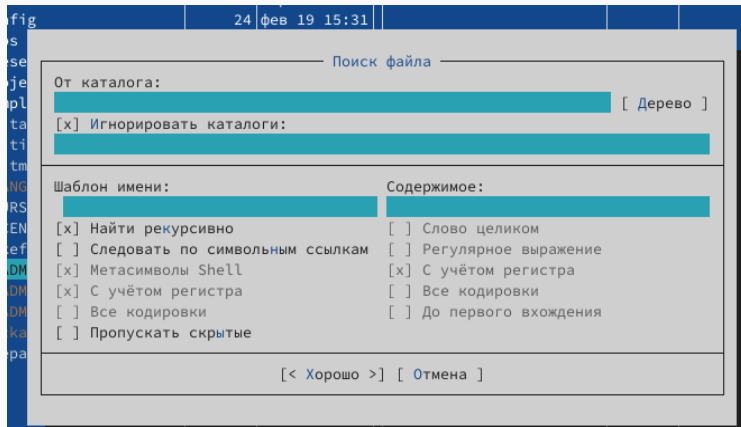 24 фев 19 15:31
Поиск файла
От каталога:
[ Дерево ]
[x] Игнорировать каталоги:
Шаблон имени:
Содержимое:
[x] Найти рекурсивно
[ ] Следовать по символьным ссылкам
[x] Метасимволы Shell
[x] С учётом регистра
[ ] Все кодировки
[ ] Пропускать скрытые
[ ] Слово целиком
[ ] Регулярное выражение
[x] С учётом регистра
[ ] Все кодировки
[ ] До первого вхождения
[< Хорошо >] [ Отмена ]